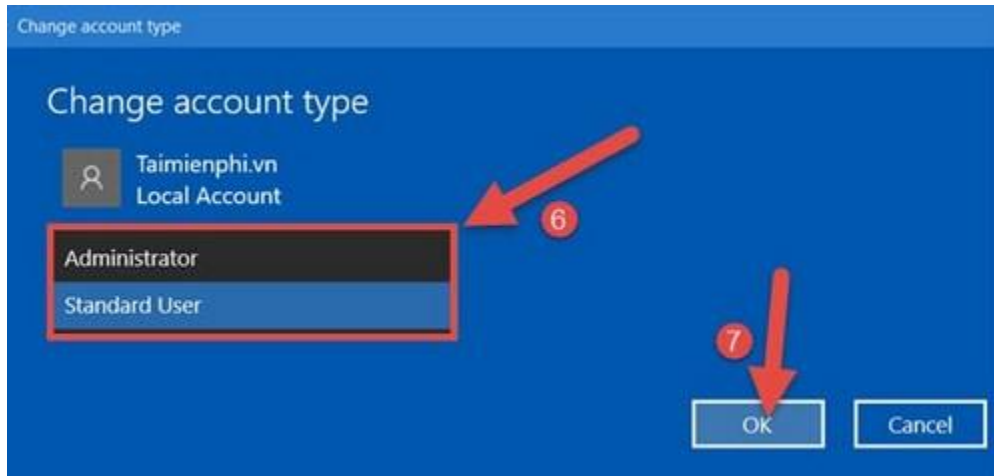 Change account type
Change account type
Taimienphi.vn
Local Account
6
Administrator
Standard User
7
OK
Cancel